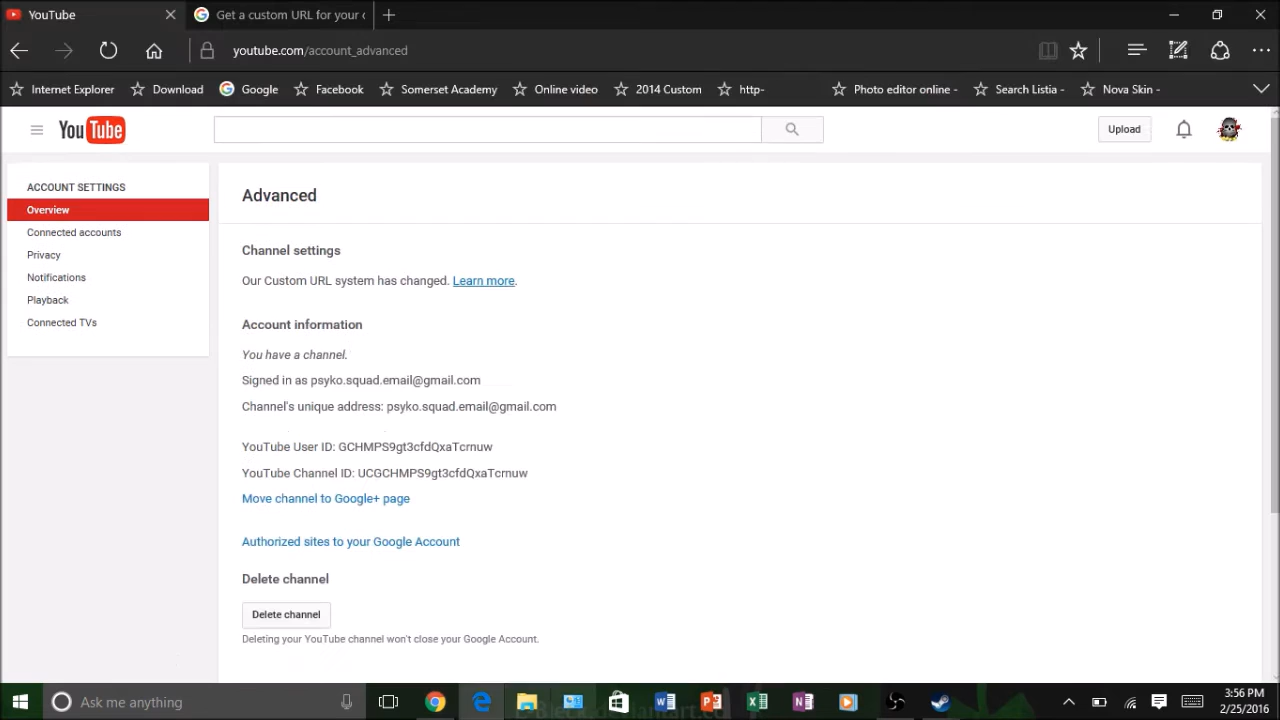 YouTube
Get a custom URL for your c
youtube.com/account_advanced
Internet Explorer
Download
Google
Facebook
Somerset Academy
Online video
2014 Custom
http-
Photo editor online -
Search Listia -
Nova Skin -
YouTube
Upload
ACCOUNT SETTINGS
Overview
Connected accounts
Privacy
Notifications
Playback
Connected TVs
Advanced
Channel settings
Our Custom URL system has changed. Learn more.
Account information
You have a channel.
Signed in as psyko.squad.email@gmail.com
Channel's unique address: psyko.squad.email@gmail.com
YouTube User ID: GCHMPS9gt3cfdQxaTcrnuw
YouTube Channel ID: UCGCHMPS9gt3cfdQxaTcrnuw
Move channel to Google+ page
Authorized sites to your Google Account
Delete channel
Delete channel
Deleting your YouTube channel won't close your Google Account.
Ask me anything
3:56 PM
2/25/2016